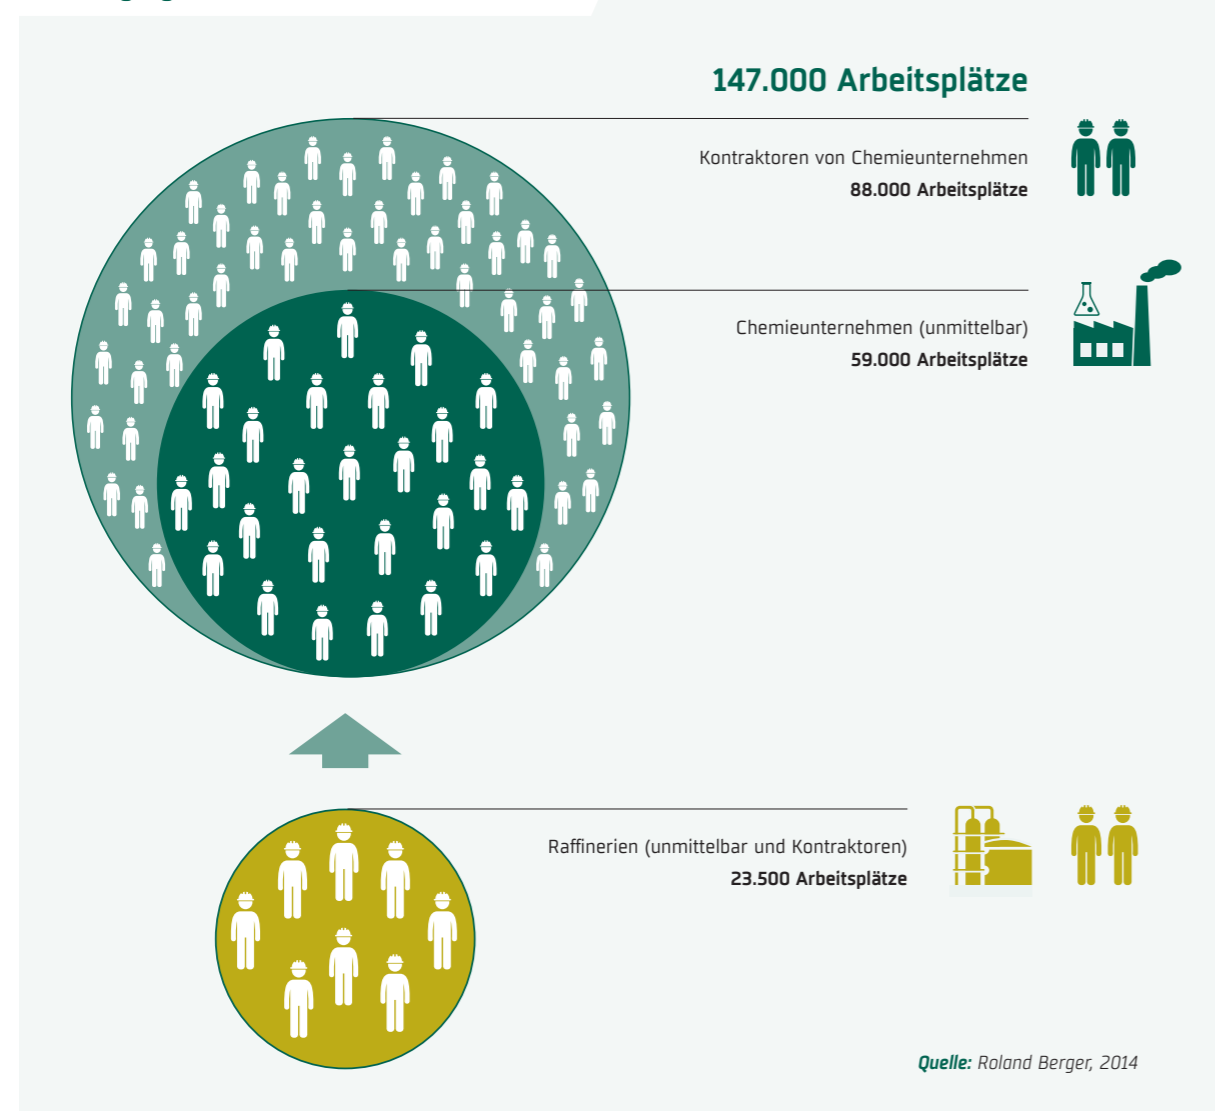 147.000 Arbeitsplätze
Kontraktoren von Chemieunternehmen
88.000 Arbeitsplätze
Chemieunternehmen (unmittelbar)
59.000 Arbeitsplätze
Raffinerien (unmittelbar und Kontraktoren)
23.500 Arbeitsplätze
Quelle: Roland Berger, 2014